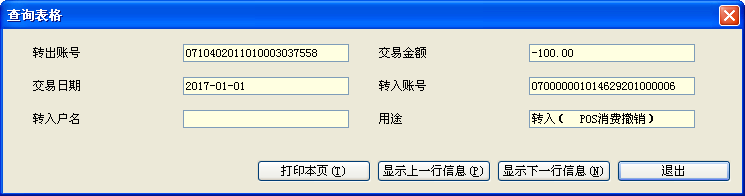 查询表格
转出账号 0710402011010003037558 交易金额 -100.00
交易日期 2017-01-01 转入账号 070000001014629201000006
转入户名 用途 转入( POS消费撤销)
打印本页(T) 显示上一行信息(P) 显示下一行信息(N) 退出